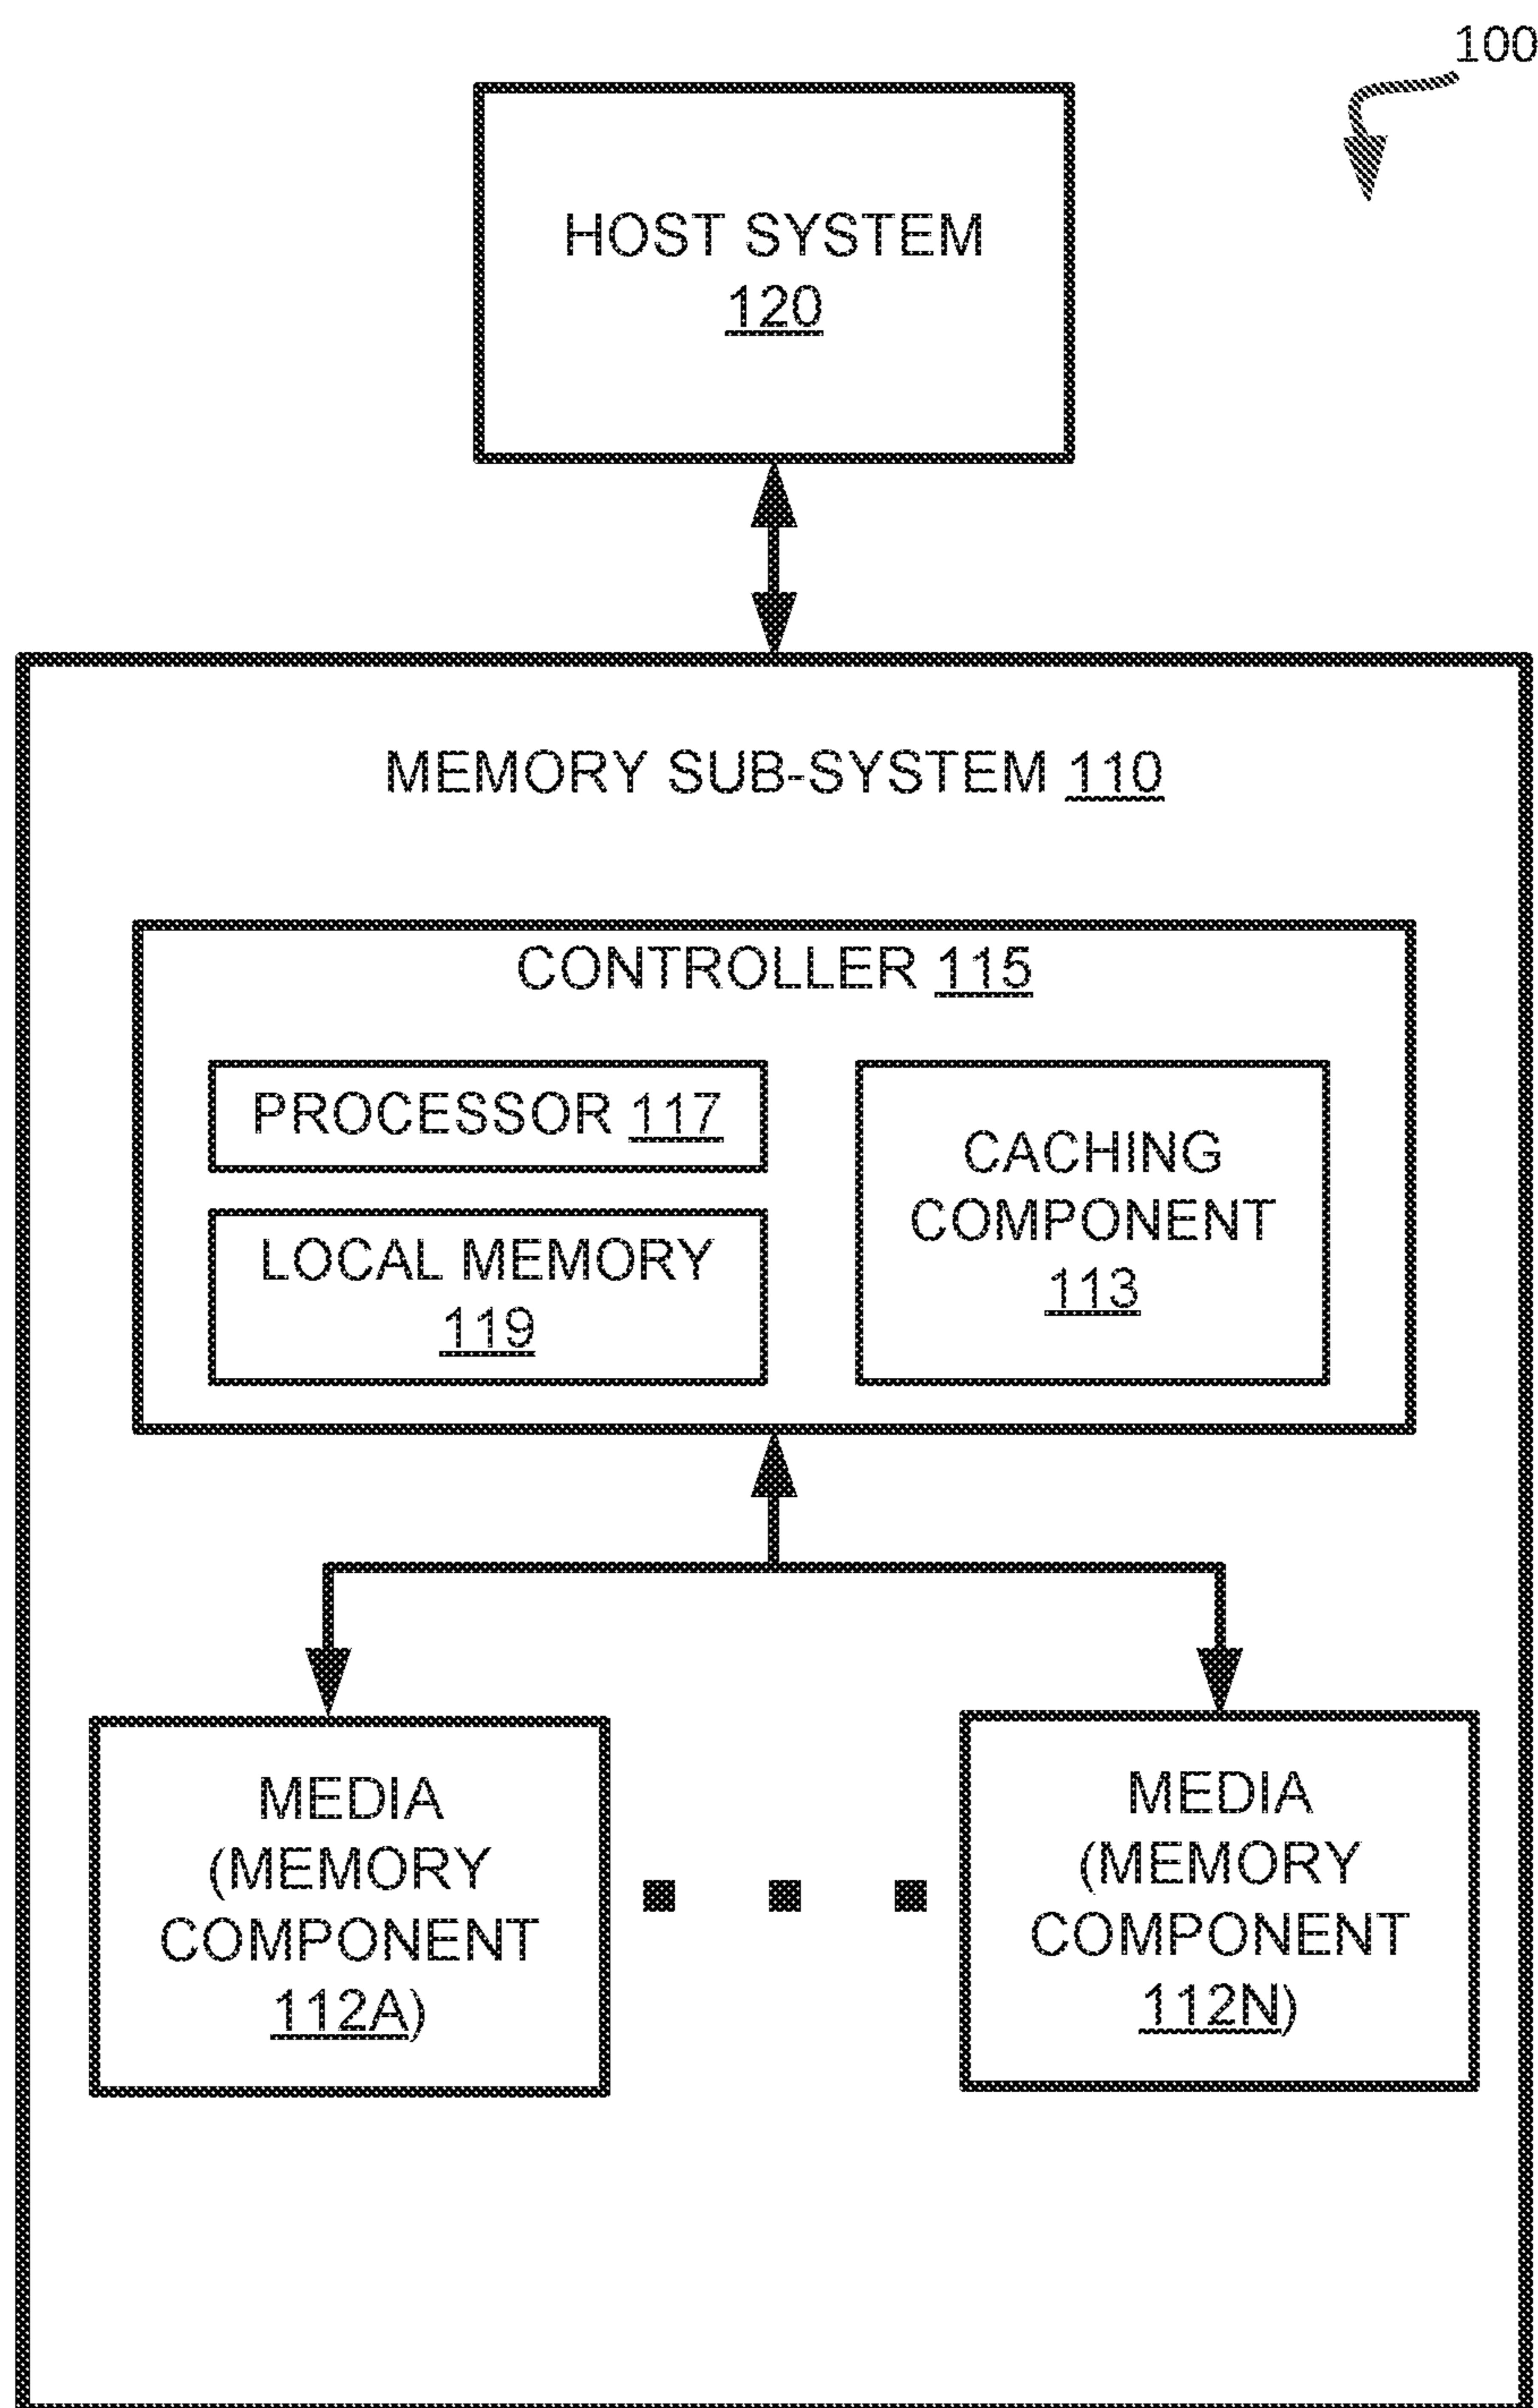 100
HOST SYSTEM
120
MEMORY SUB-SYSTEM 110
CONTROLLER 115
PROCESSOR 117
LOCAL MEMORY
119
CACHING
COMPONENT
113
MEDIA
(MEMORY
COMPONENT
112A)
MEDIA
(MEMORY
COMPONENT
112N)